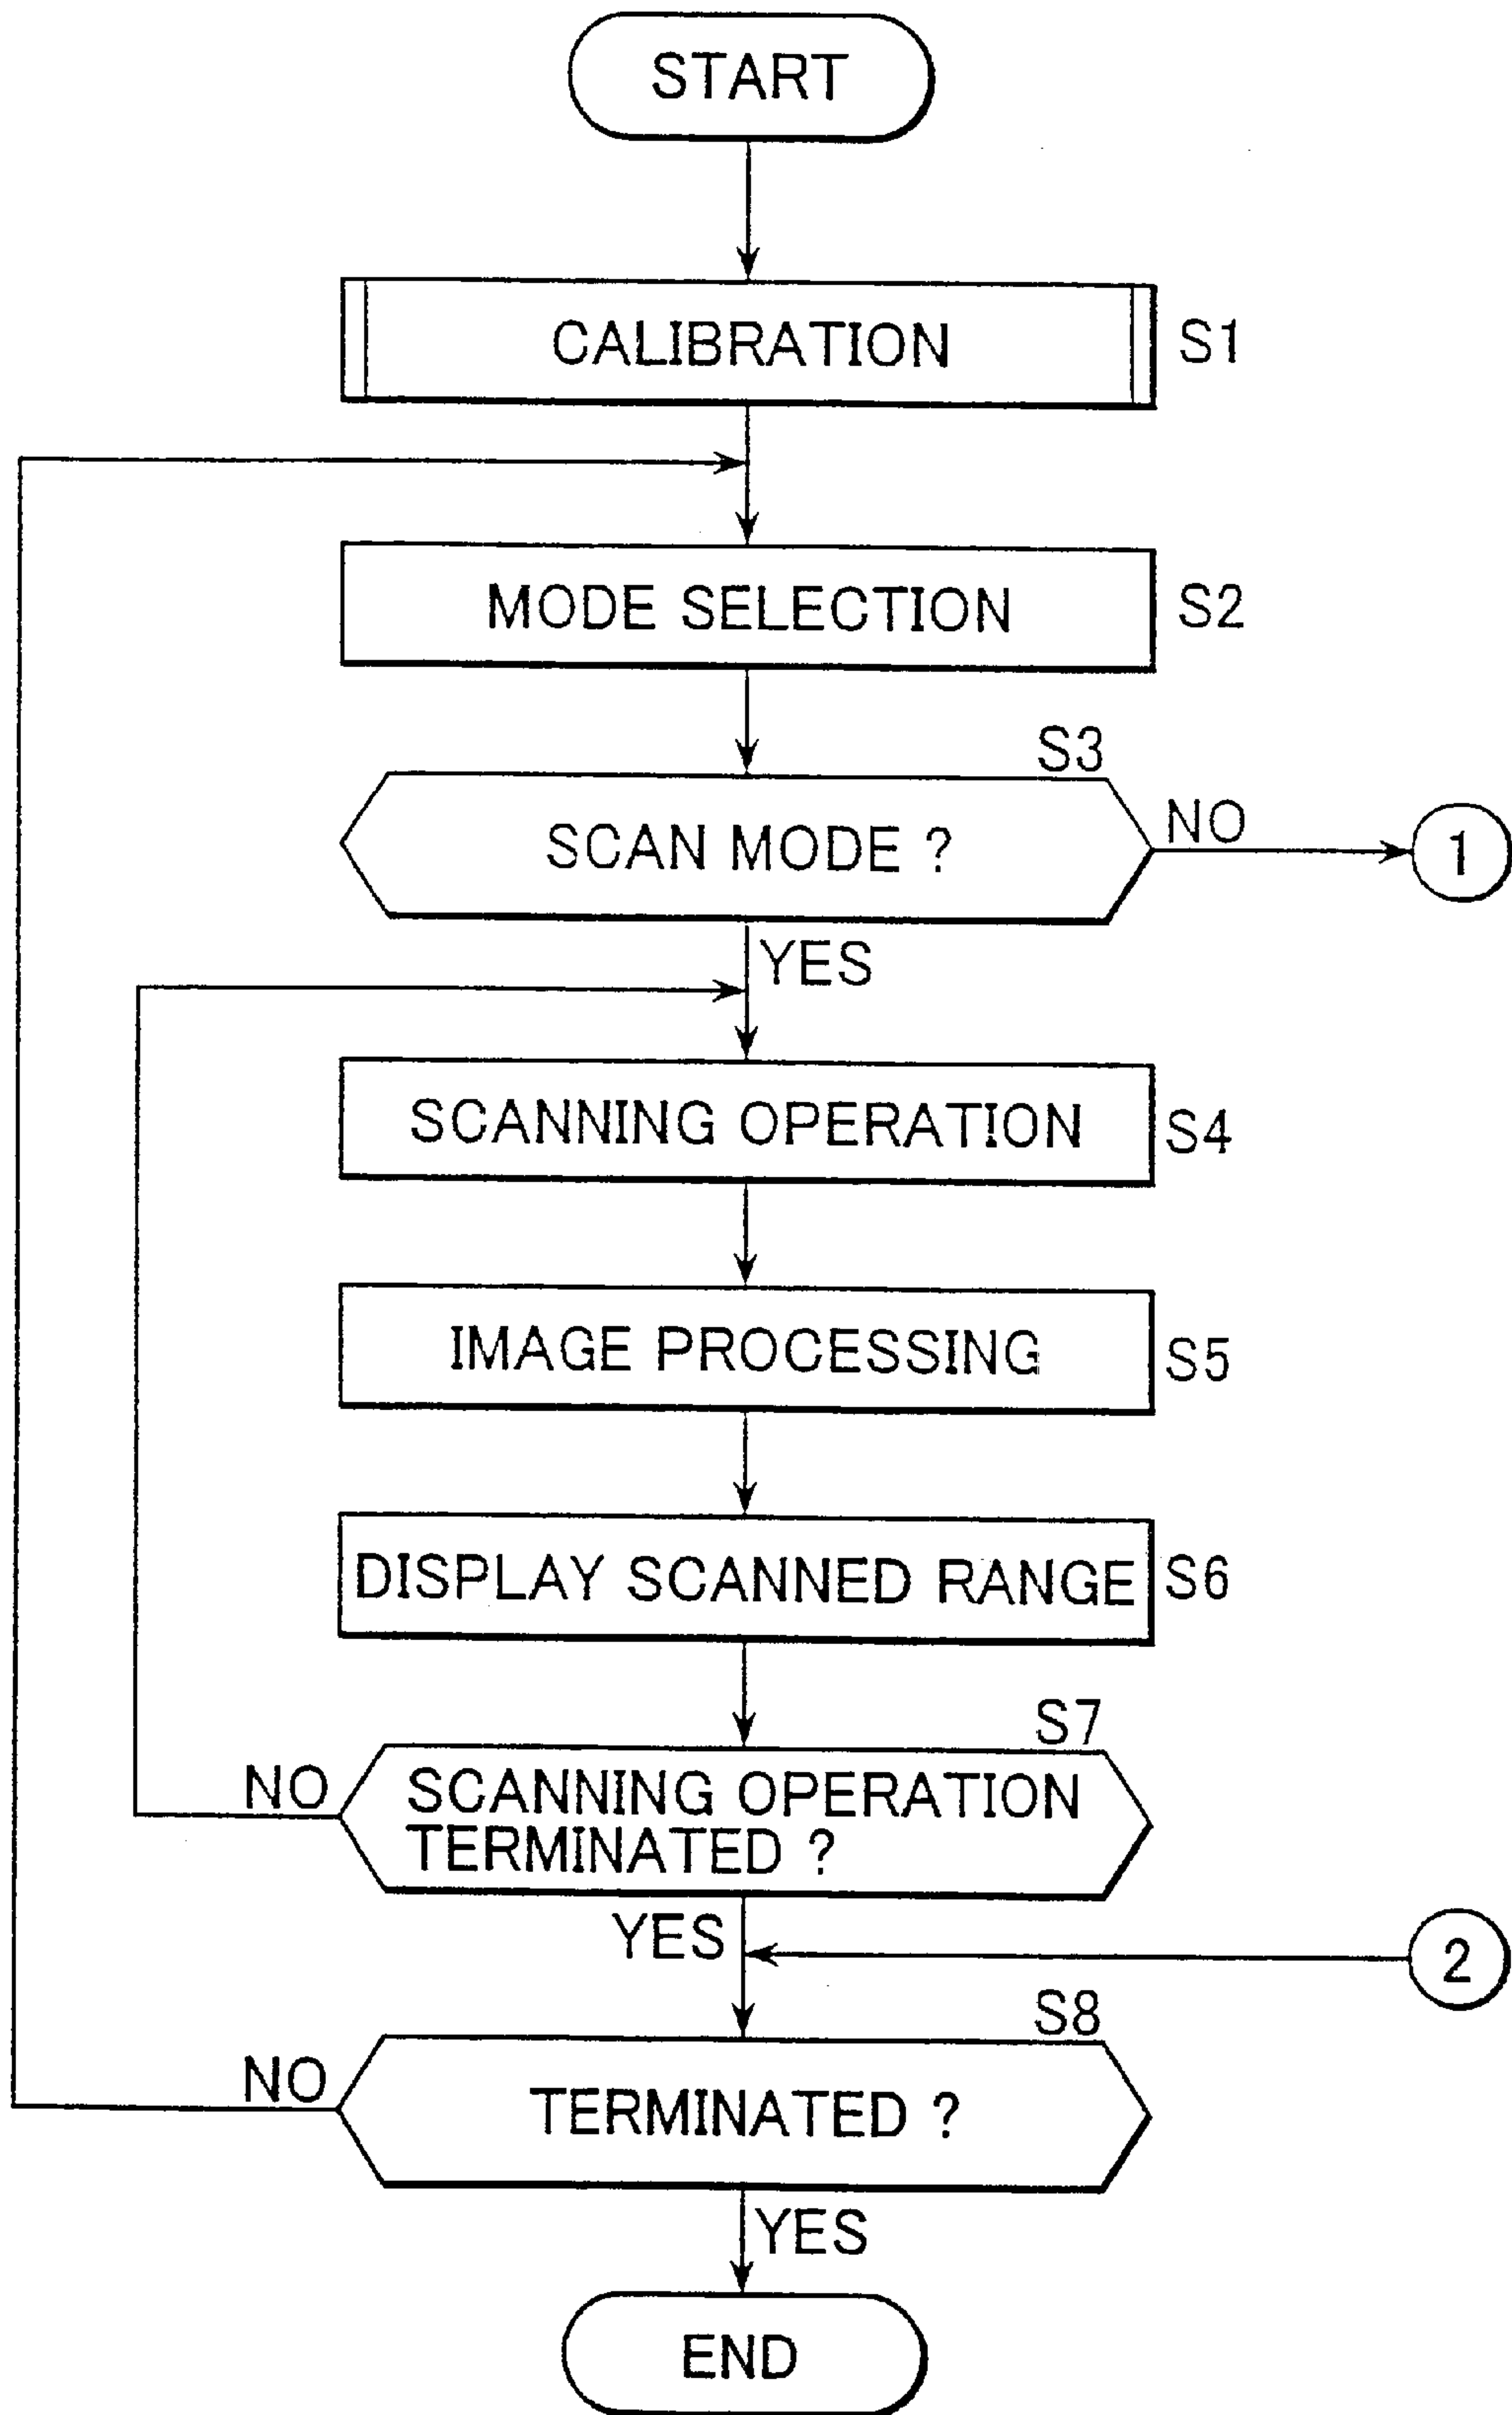 START
CALIBRATION S1
MODE SELECTION S2
S3
SCAN MODE ? NO 1
YES
SCANNING OPERATION S4
IMAGE PROCESSING S5
DISPLAY SCANNED RANGE S6
S7
NO SCANNING OPERATION
TERMINATED ?
YES
2
S8
NO TERMINATED ?
YES
END